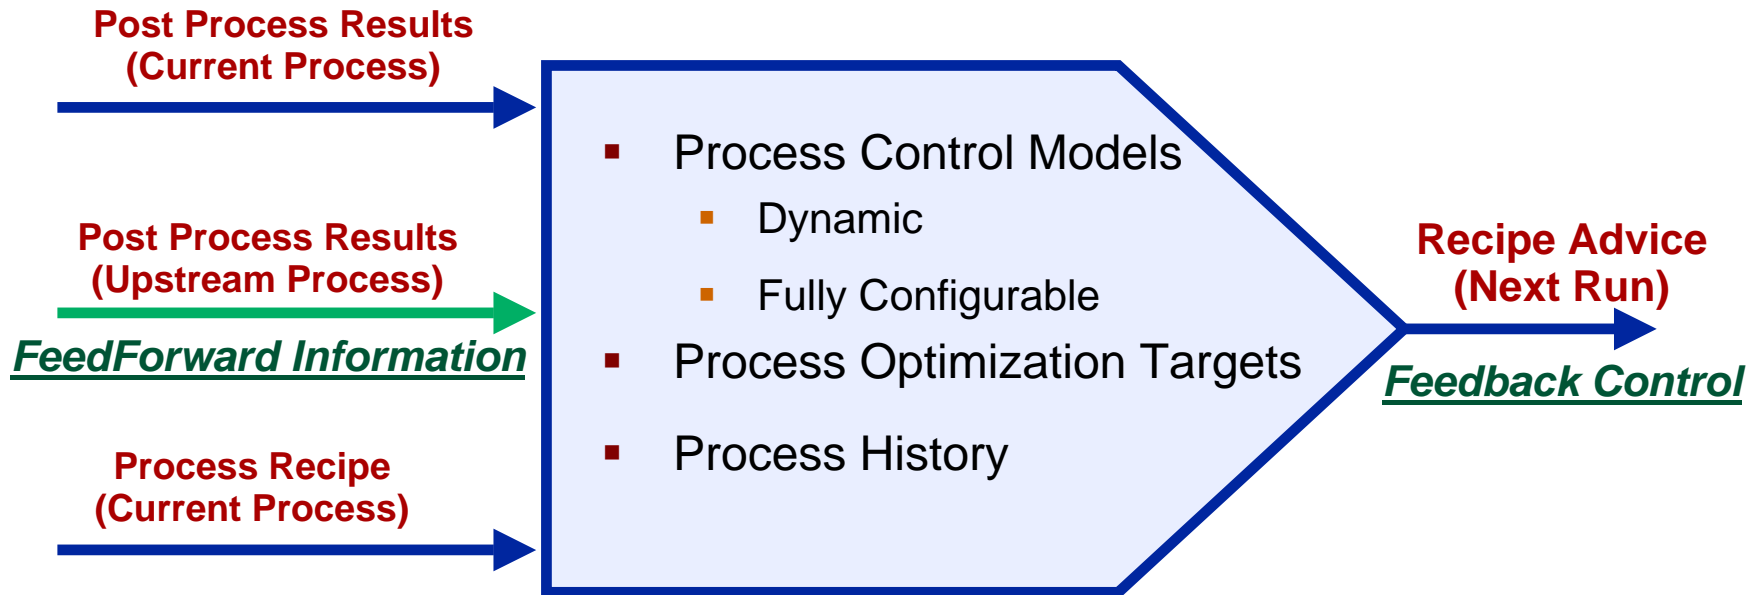 Post Process Results
(Current Process)
Post Process Results
(Upstream Process)
FeedForward Information
Process Recipe
(Current Process)
▪ Process Control Models
▪ Dynamic
▪ Fully Configurable
▪ Process Optimization Targets
▪ Process History
Recipe Advice
(Next Run)
Feedback Control